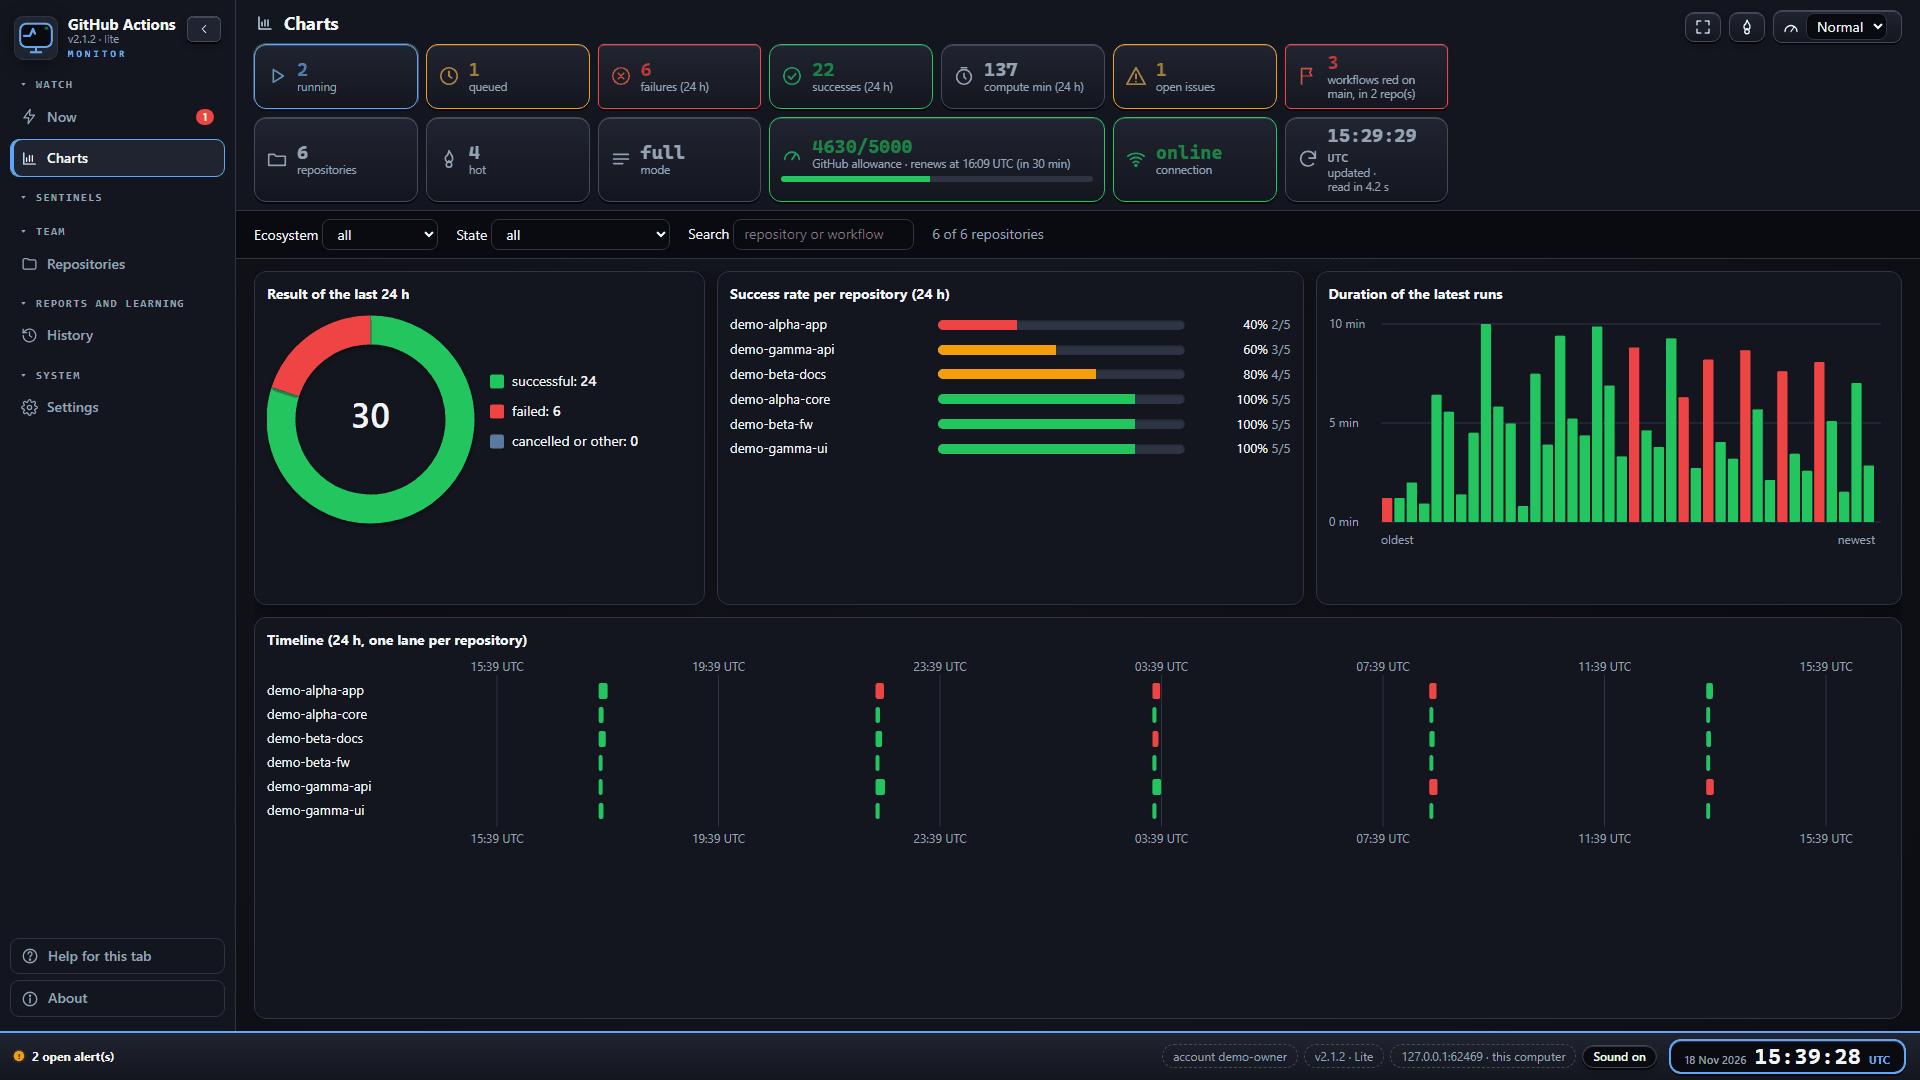 GitHub Actions
v2.1.2 · lite
MONITOR
WATCH
Now
1
Charts
SENTINELS
TEAM
Repositories
REPORTS AND LEARNING
History
SYSTEM
Settings
Help for this tab
About
Charts
Normal
2
running
1
queued
6
failures (24 h)
22
successes (24 h)
137
compute min (24 h)
1
open issues
3
workflows red on
main, in 2 repo(s)
6
repositories
4
hot
full
mode
4630/5000
GitHub allowance · renews at 16:09 UTC (in 30 min)
online
connection
15:29:29
UTC
updated ·
read in 4.2 s
Ecosystem all State all Search repository or workflow 6 of 6 repositories
Result of the last 24 h
30
successful: 24
failed: 6
cancelled or other: 0
Success rate per repository (24 h)
demo-alpha-app 40% 2/5
demo-gamma-api 60% 3/5
demo-beta-docs 80% 4/5
demo-alpha-core 100% 5/5
demo-beta-fw 100% 5/5
demo-gamma-ui 100% 5/5
Duration of the latest runs
10 min
5 min
0 min
oldest newest
Timeline (24 h, one lane per repository)
15:39 UTC 19:39 UTC 23:39 UTC 03:39 UTC 07:39 UTC 11:39 UTC 15:39 UTC
demo-alpha-app
demo-alpha-core
demo-beta-docs
demo-beta-fw
demo-gamma-api
demo-gamma-ui
15:39 UTC 19:39 UTC 23:39 UTC 03:39 UTC 07:39 UTC 11:39 UTC 15:39 UTC
2 open alert(s)
account demo-owner
v2.1.2 · Lite
127.0.0.1:62469 · this computer
Sound on
18 Nov 2026 15:39:28 UTC